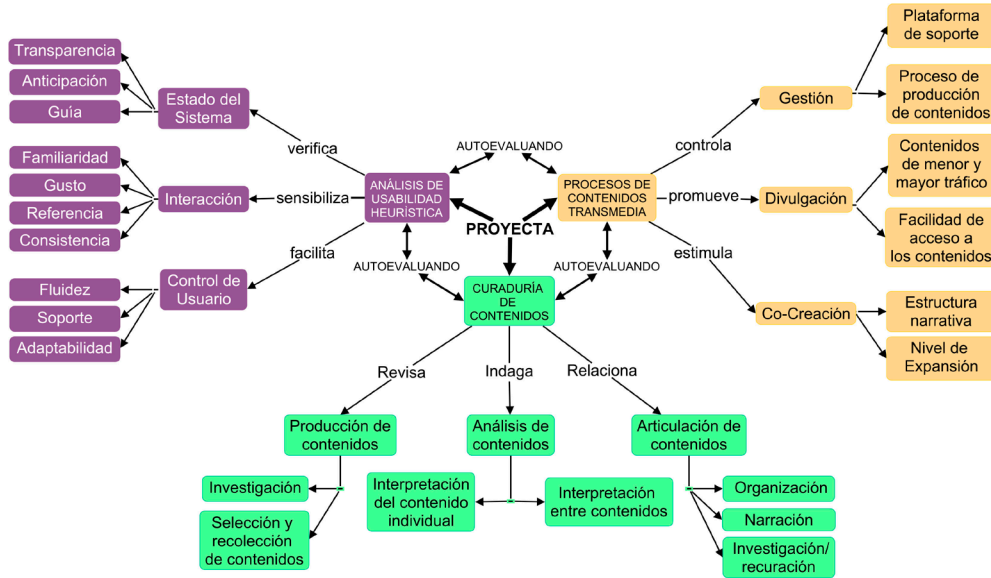 Plataforma
de soporte
Transparencia
Anticipación
Guía
Estado del
Sistema
Gestión
Proceso de
producción
de contenidos
verifica
AUTOEVALUANDO
controla
Familiaridad
Gusto
Referencia
Consistencia
Interacción
sensibiliza
ANÁLISIS DE
USABILIDAD
HEURÍSTICA
PROCESOS DE
CONTENIDOS
TRANSMEDIA
promueve
Divulgación
Contenidos
de menor y
mayor tráfico
Facilidad de
acceso a
los contenidos
PROYECTA
facilita
AUTOEVALUANDO
AUTOEVALUANDO
estimula
Fluidez
Soporte
Adaptabilidad
Control de
Usuario
CURADURÍA
DE
CONTENIDOS
Co-Creación
Estructura
narrativa
Nivel de
Expansión
Revisa
Indaga
Relaciona
Producción de
contenidos
Análisis de
contenidos
Articulación de
contenidos
Investigación
Selección y
recolección
de contenidos
Interpretación
del contenido
individual
Interpretación
entre contenidos
Organización
Narración
Investigación/
recuración